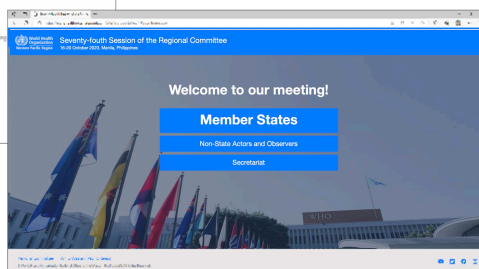 World Health
Organization
Western Pacific Region
Seventy-fouth Session of the Regional Committee
16-20 October 2023, Manila, Philippines
Welcome to our meeting!
Member States
Non-State Actors and Observers
Secretariat
WHO